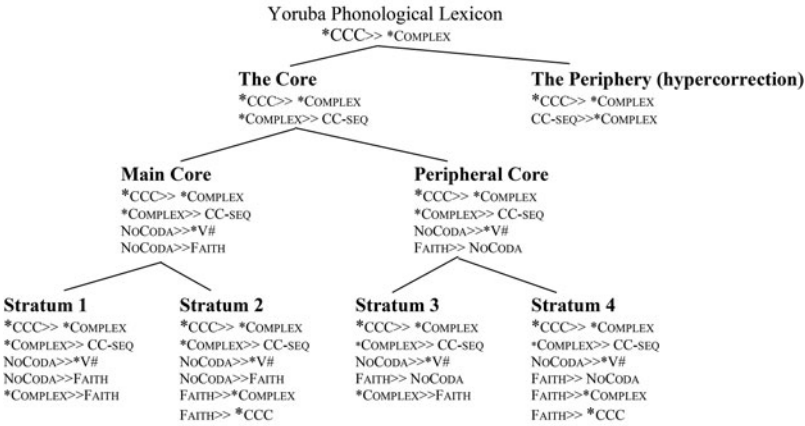 Yoruba Phonological Lexicon
*CCC>> *COMPLEX
The Core
*CCC>> *COMPLEX
*COMPLEX>> CC-SEQ
The Periphery (hypercorrection)
*CCC>> *COMPLEX
CC-SEQ>>*COMPLEX
Main Core
*CCC>> *COMPLEX
*COMPLEX>> CC-SEQ
NOCODA>>*V#
NOCODA>>FAITH
Peripheral Core
*CCC>> *COMPLEX
*COMPLEX>> CC-SEQ
NOCODA>>*V#
FAITH>> NOCODA
Stratum 1
*CCC>> *COMPLEX
*COMPLEX>> CC-SEQ
NOCODA>>*V#
NOCODA>>FAITH
*COMPLEX>>FAITH
Stratum 2
*CCC>> *COMPLEX
*COMPLEX>> CC-SEQ
NOCODA>>*V#
NOCODA>>FAITH
FAITH>>*COMPLEX
FAITH>> *CCC
Stratum 3
*CCC>> *COMPLEX
*COMPLEX>> CC-SEQ
NOCODA>>*V#
FAITH>> NOCODA
*COMPLEX>>FAITH
Stratum 4
*CCC>> *COMPLEX
*COMPLEX>> CC-SEQ
NOCODA>>*V#
FAITH>> NOCODA
FAITH>>*COMPLEX
FAITH>> *CCC